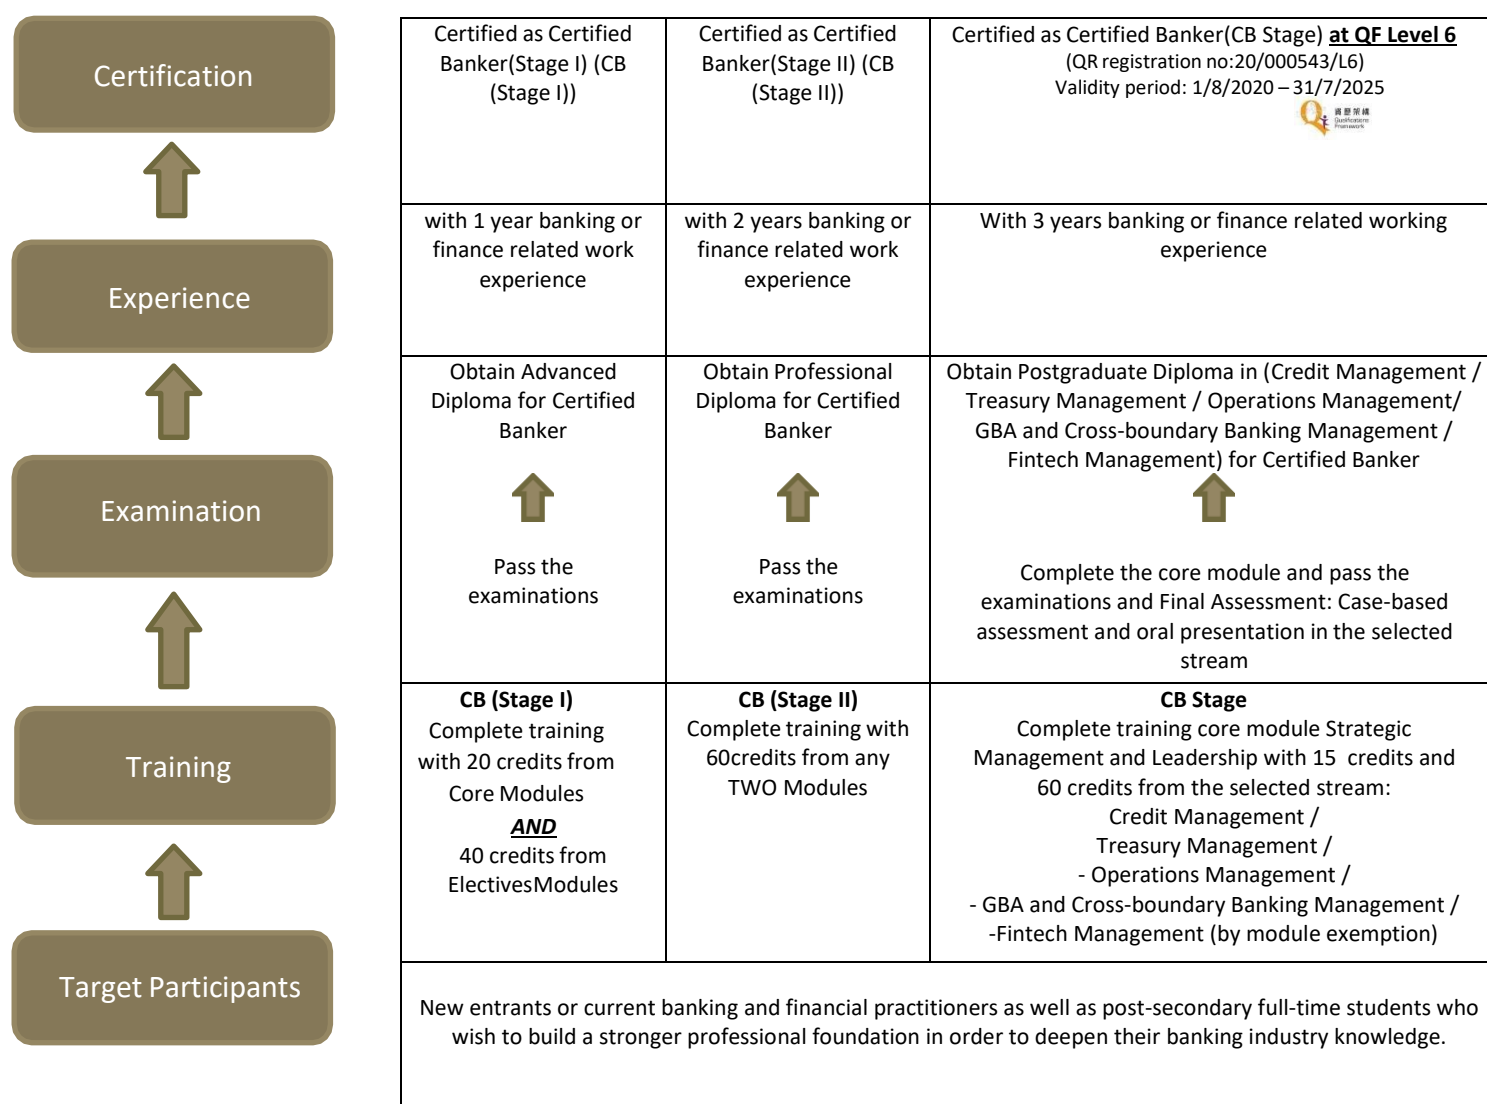 Certification
Certified as Certified
Banker(Stage I) (CB
(Stage I))
Certified as Certified
Banker(Stage II) (CB
(Stage II))
Certified as Certified Banker(CB Stage) at QF Level 6
(QR registration no:20/000543/L6)
Validity period: 1/8/2020 – 31/7/2025
資歷架構
Qualifications
Framework
Experience
with 1 year banking or
finance related work
experience
with 2 years banking or
finance related work
experience
With 3 years banking or finance related working
experience
Examination
Obtain Advanced
Diploma for Certified
Banker
Pass the
examinations
Obtain Professional
Diploma for Certified
Banker
Pass the
examinations
Obtain Postgraduate Diploma in (Credit Management /
Treasury Management / Operations Management/
GBA and Cross-boundary Banking Management /
Fintech Management) for Certified Banker
Complete the core module and pass the
examinations and Final Assessment: Case-based
assessment and oral presentation in the selected
stream
Training
CB (Stage I)
Complete training
with 20 credits from
Core Modules
AND
40 credits from
ElectivesModules
CB (Stage II)
Complete training with
60credits from any
TWO Modules
CB Stage
Complete training core module Strategic
Management and Leadership with 15 credits and
60 credits from the selected stream:
Credit Management /
Treasury Management /
- Operations Management /
- GBA and Cross-boundary Banking Management /
-Fintech Management (by module exemption)
Target Participants
New entrants or current banking and financial practitioners as well as post-secondary full-time students who
wish to build a stronger professional foundation in order to deepen their banking industry knowledge.